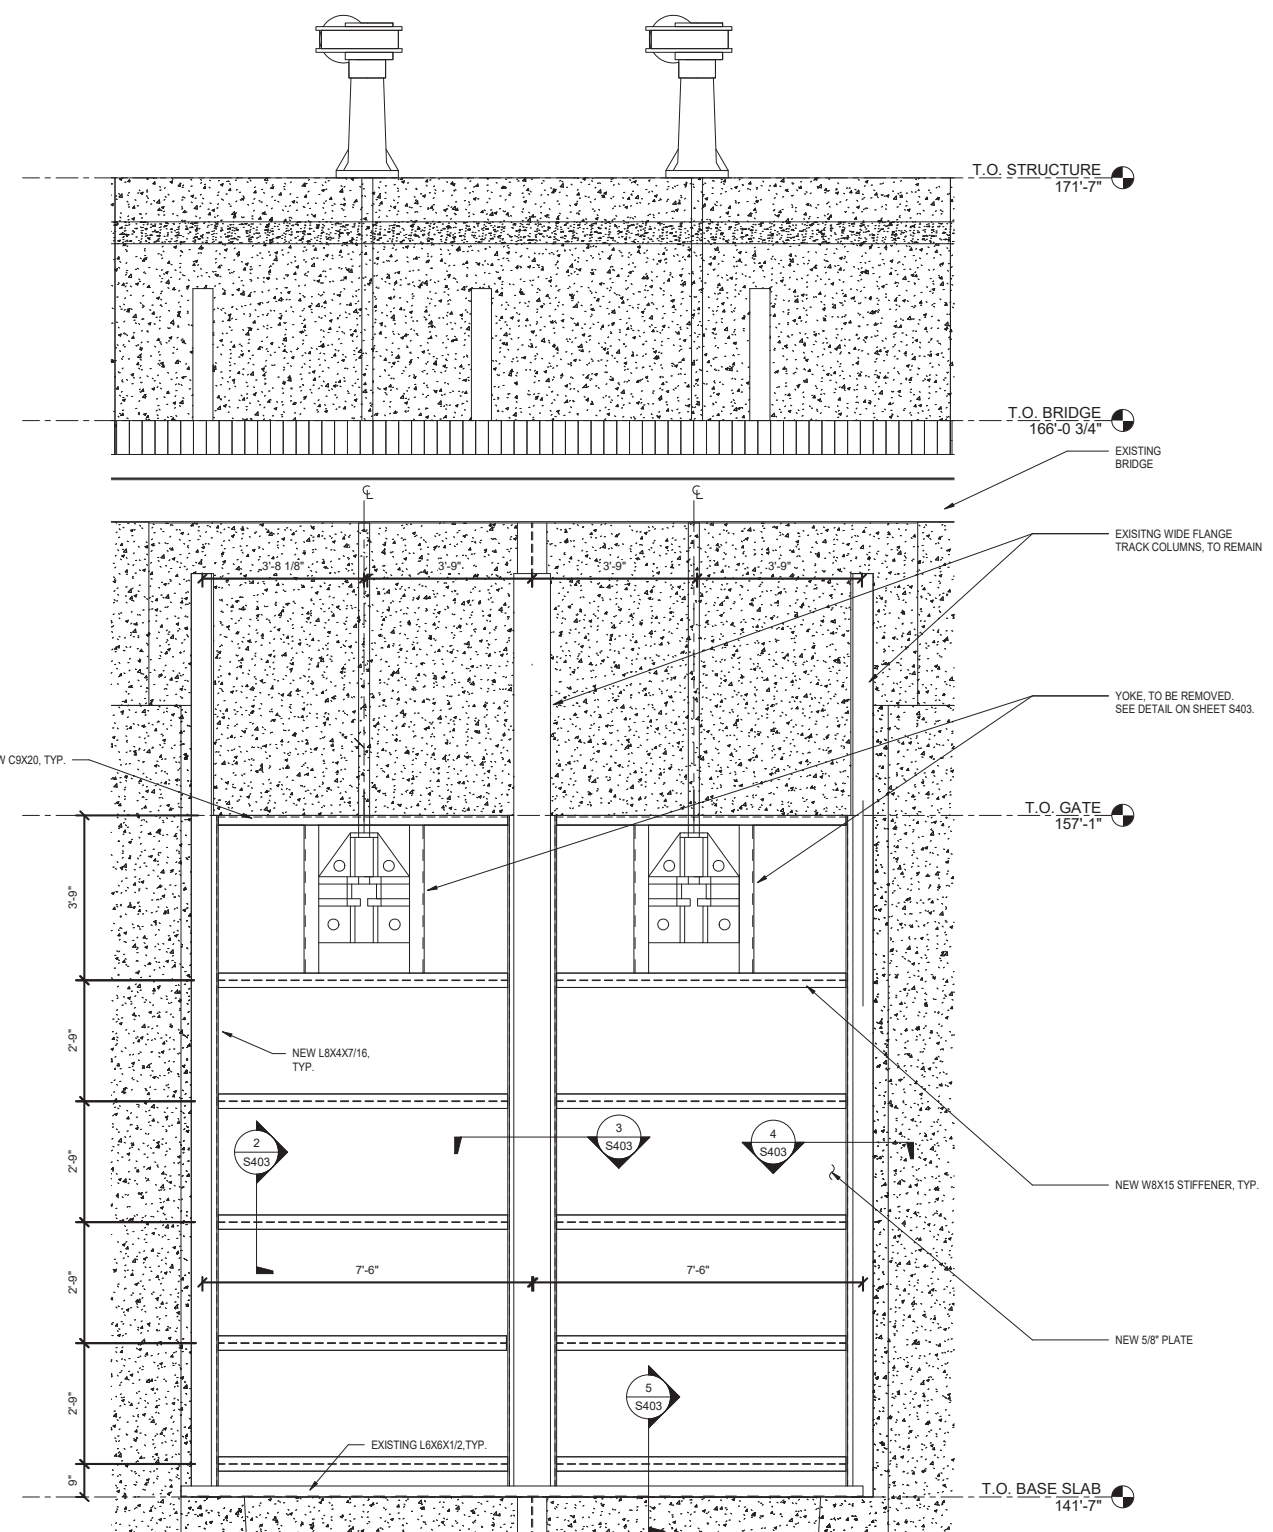 T.O. STRUCTURE
171'-7"
T.O. BRIDGE
166'-0 3/4"
EXISTING
BRIDGE
℄
℄
EXISITNG WIDE FLANGE
TRACK COLUMNS, TO REMAIN
3'-8 1/8"
3'-9"
3'-9"
3'-9"
YOKE, TO BE REMOVED.
SEE DETAIL ON SHEET S403.
C9X20, TYP.
T.O. GATE
157'-1"
3'-9"
2'-9"
NEW L8X4X7/16,
TYP.
2
S403
3
S403
4
S403
2'-9"
NEW W8X15 STIFFENER, TYP.
7'-6"
7'-6"
2'-9"
NEW 5/8" PLATE
2'-9"
5
S403
EXISTING L6X6X1/2,TYP.
9"
T.O. BASE SLAB
141'-7"